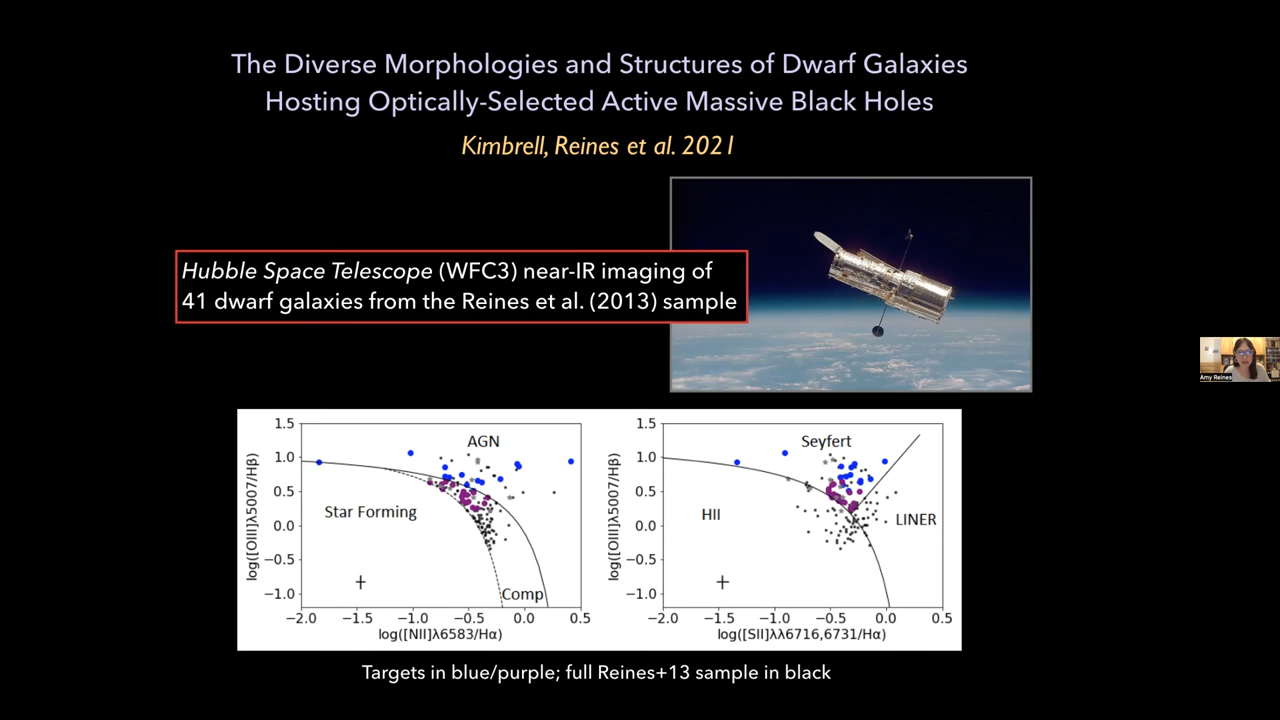 The Diverse Morphologies and Structures of Dwarf Galaxies
Hosting Optically-Selected Active Massive Black Holes
Kimbrell, Reines et al. 2021
Hubble Space Telescope (WFC3) near-IR imaging of
41 dwarf galaxies from the Reines et al. (2013) sample
Amy Reines
log([OIII]λ5007/Hβ)
1.5
1.0
0.5
0.0
−0.5
−1.0
AGN
Star Forming
Comp
−2.0 −1.5 −1.0 −0.5 0.0 0.5
log([NII]λ6583/Hα)
log([OIII]λ5007/Hβ)
1.5
1.0
0.5
0.0
−0.5
−1.0
Seyfert
HII
LINER
−2.0 −1.5 −1.0 −0.5 0.0 0.5
log([SII]λλ6716,6731/Hα)
Targets in blue/purple; full Reines+13 sample in black